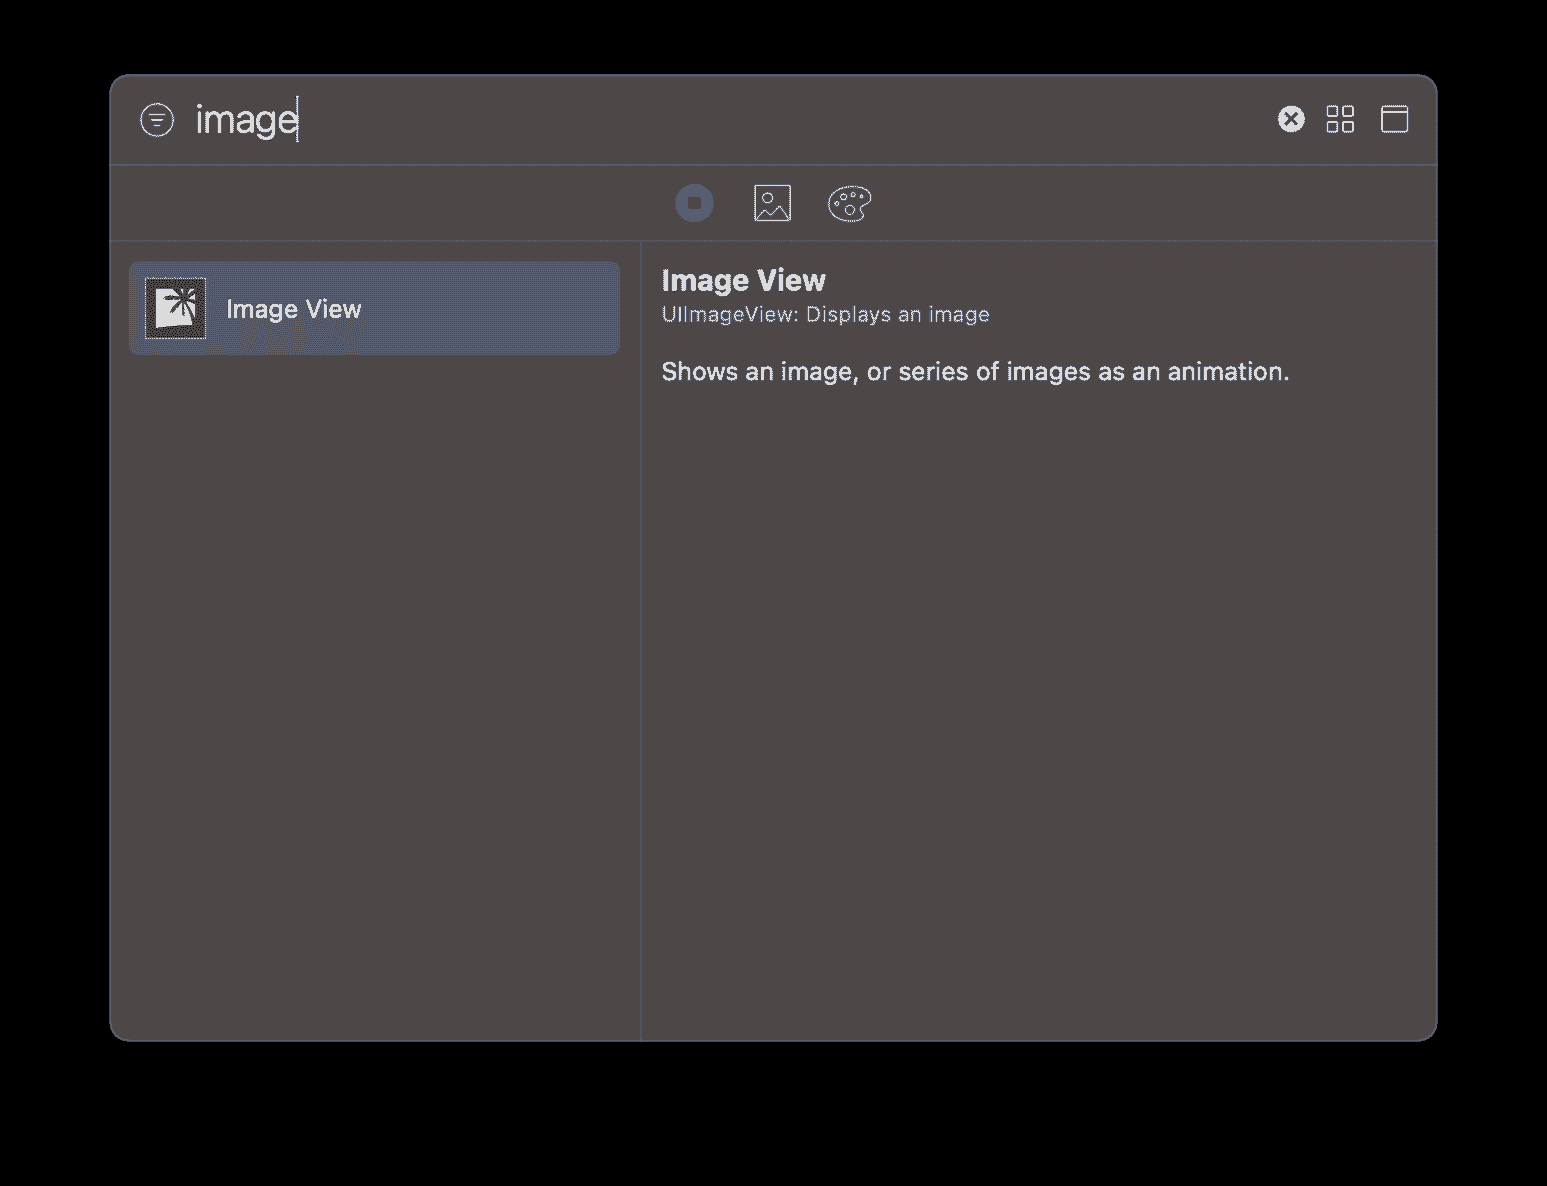 image
Image View
Image View
UIImageView: Displays an image
Shows an image, or series of images as an animation.